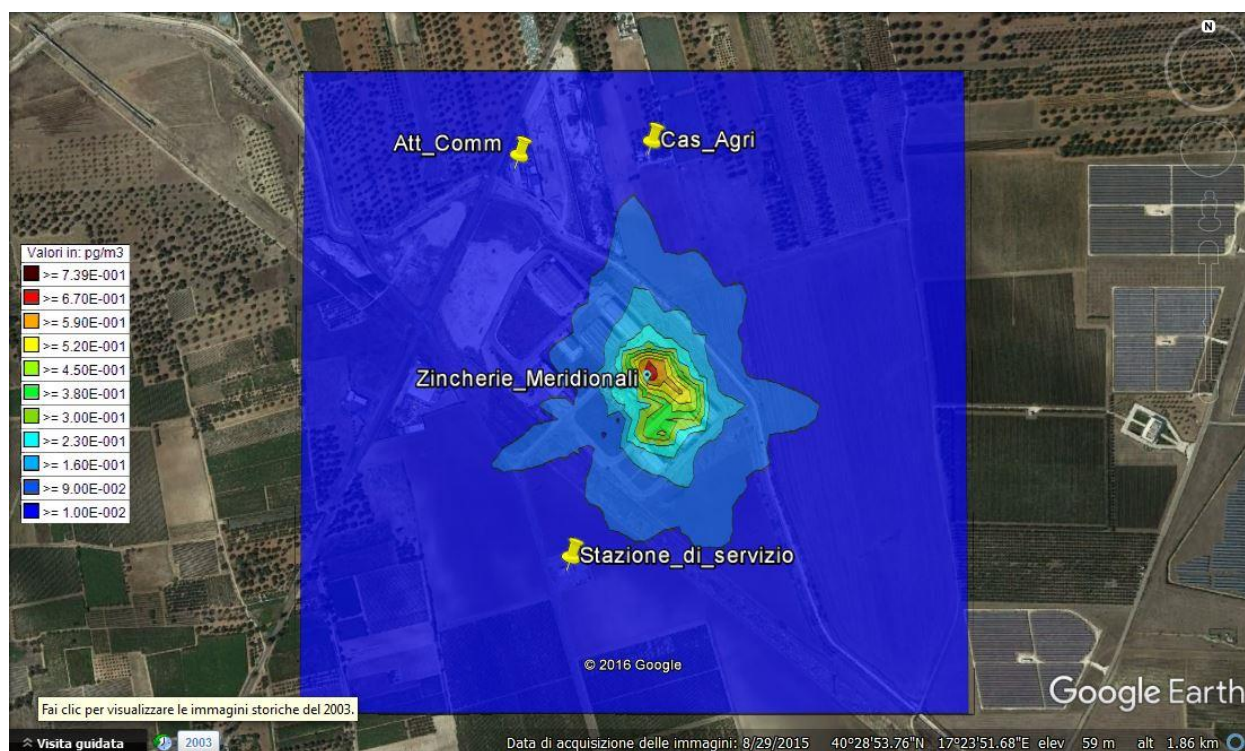 N
Att_Comm
Cas_Agri
Valori in: pg/m3
>= 7.39E-001
>= 6.70E-001
>= 5.90E-001
>= 5.20E-001
>= 4.50E-001
>= 3.80E-001
>= 3.00E-001
>= 2.30E-001
>= 1.60E-001
>= 9.00E-002
>= 1.00E-002
Zincherie_Meridionali
Stazione_di_servizio
© 2016 Google
Google Earth
Fai clic per visualizzare le immagini storiche del 2003.
Visita guidata
2003
Data di acquisizione delle immagini: 8/29/2015 40°28'53.76"N 17°23'51.68"E elev 59 m alt 1.86 km